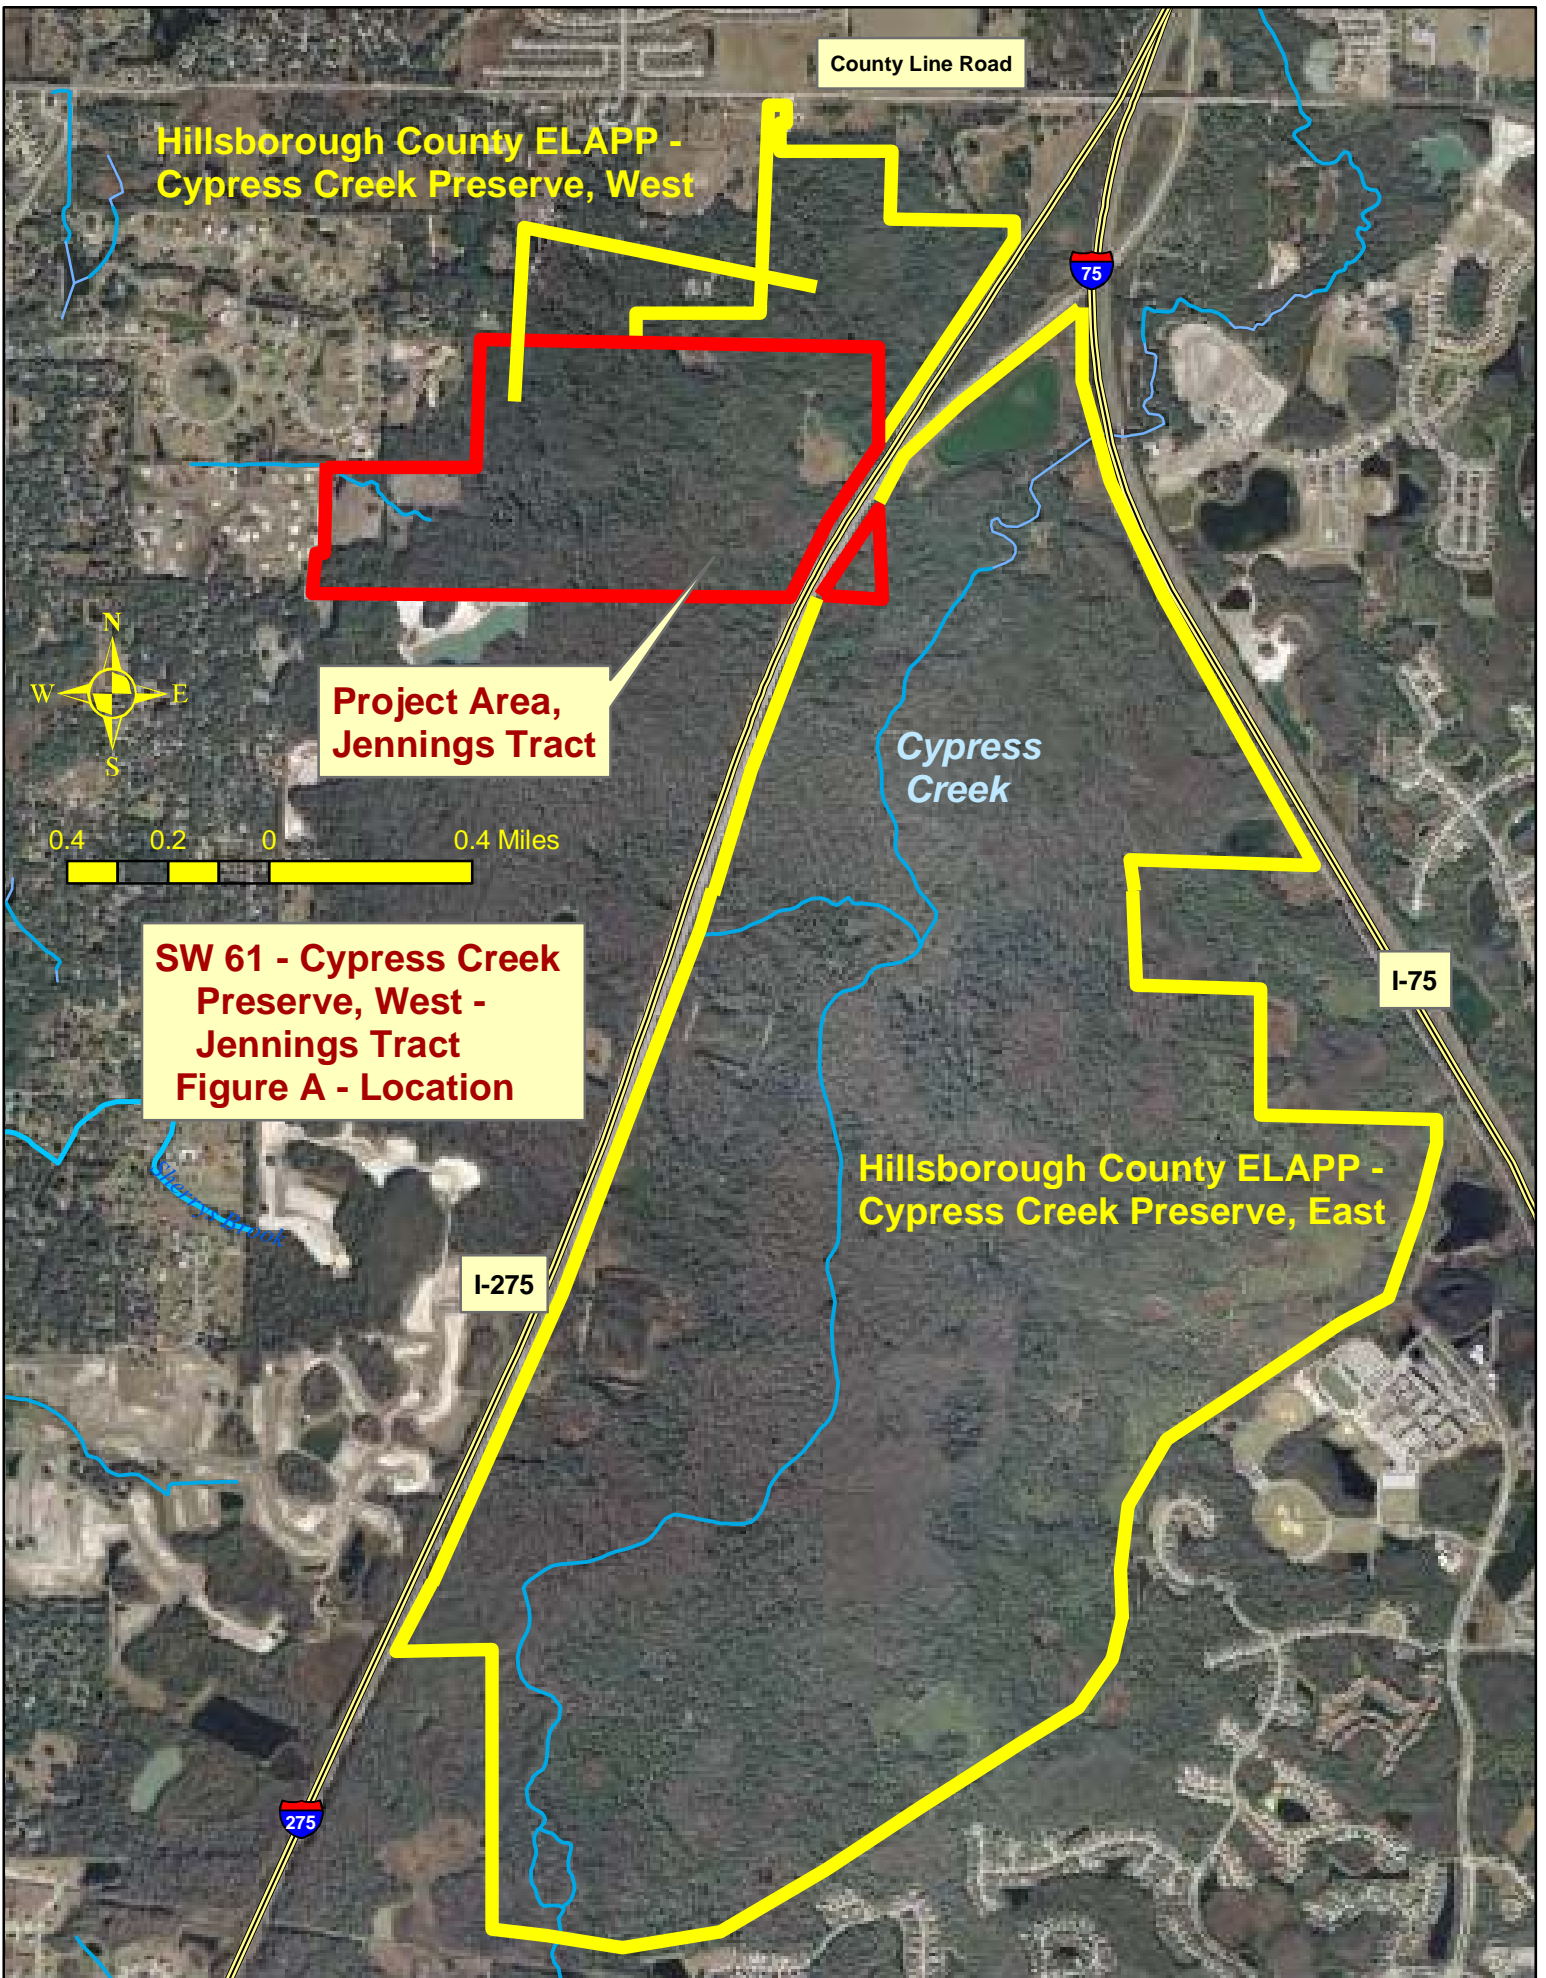 County Line Road
Hillsborough County ELAPP -
Cypress Creek Preserve, West
75
N
W E
S
Project Area,
Jennings Tract
Cypress
Creek
0.4 0.2 0 0.4 Miles
SW 61 - Cypress Creek
Preserve, West -
Jennings Tract
Figure A - Location
I-75
Sherrys Brook
Hillsborough County ELAPP -
Cypress Creek Preserve, East
I-275
275